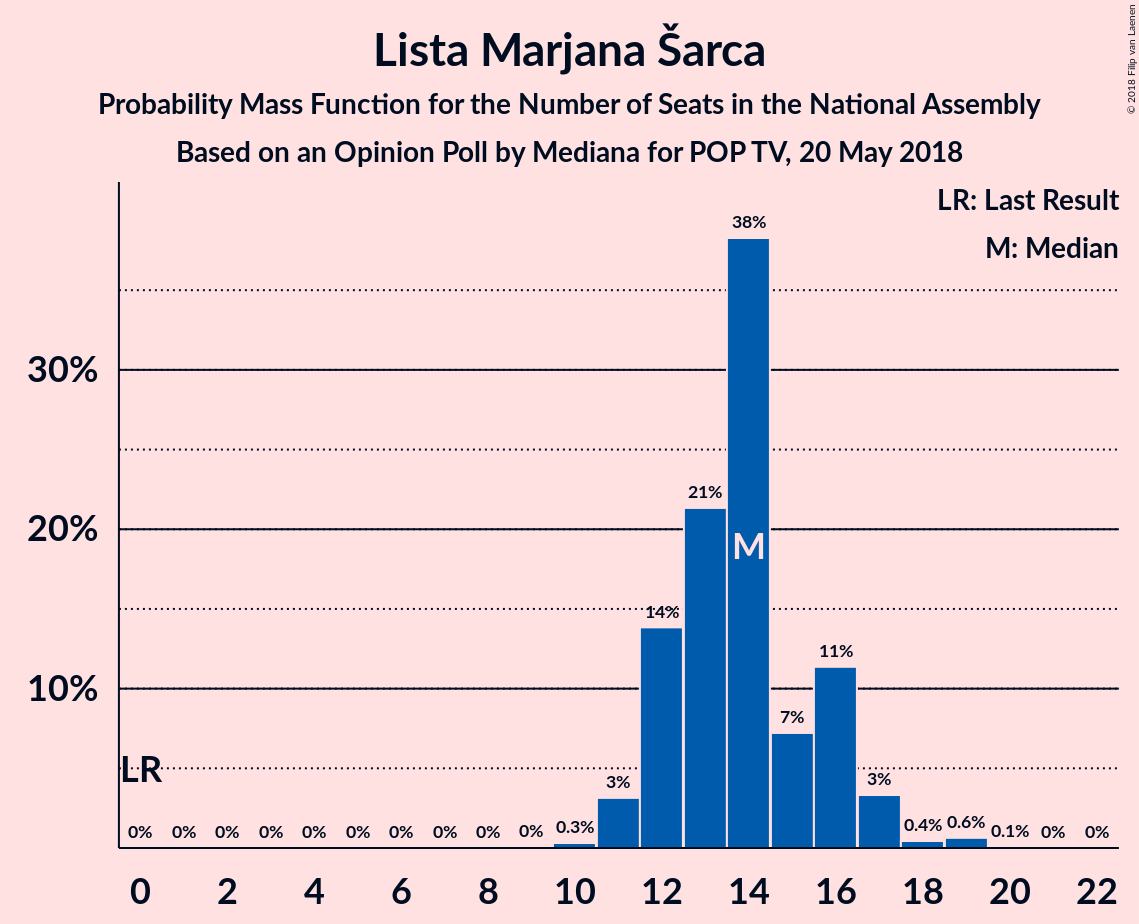 Lista Marjana Šarca
Probability Mass Function for the Number of Seats in the National Assembly
Based on an Opinion Poll by Mediana for POP TV, 20 May 2018
© 2018 Filip van Laenen
LR: Last Result
M: Median
38%
30%
21%
20%
M
14%
11%
10%
7%
LR
3%
3%
0% 0% 0% 0% 0% 0% 0% 0% 0% 0% 0.3% 0.4% 0.6% 0.1% 0% 0%
0 2 4 6 8 10 12 14 16 18 20 22